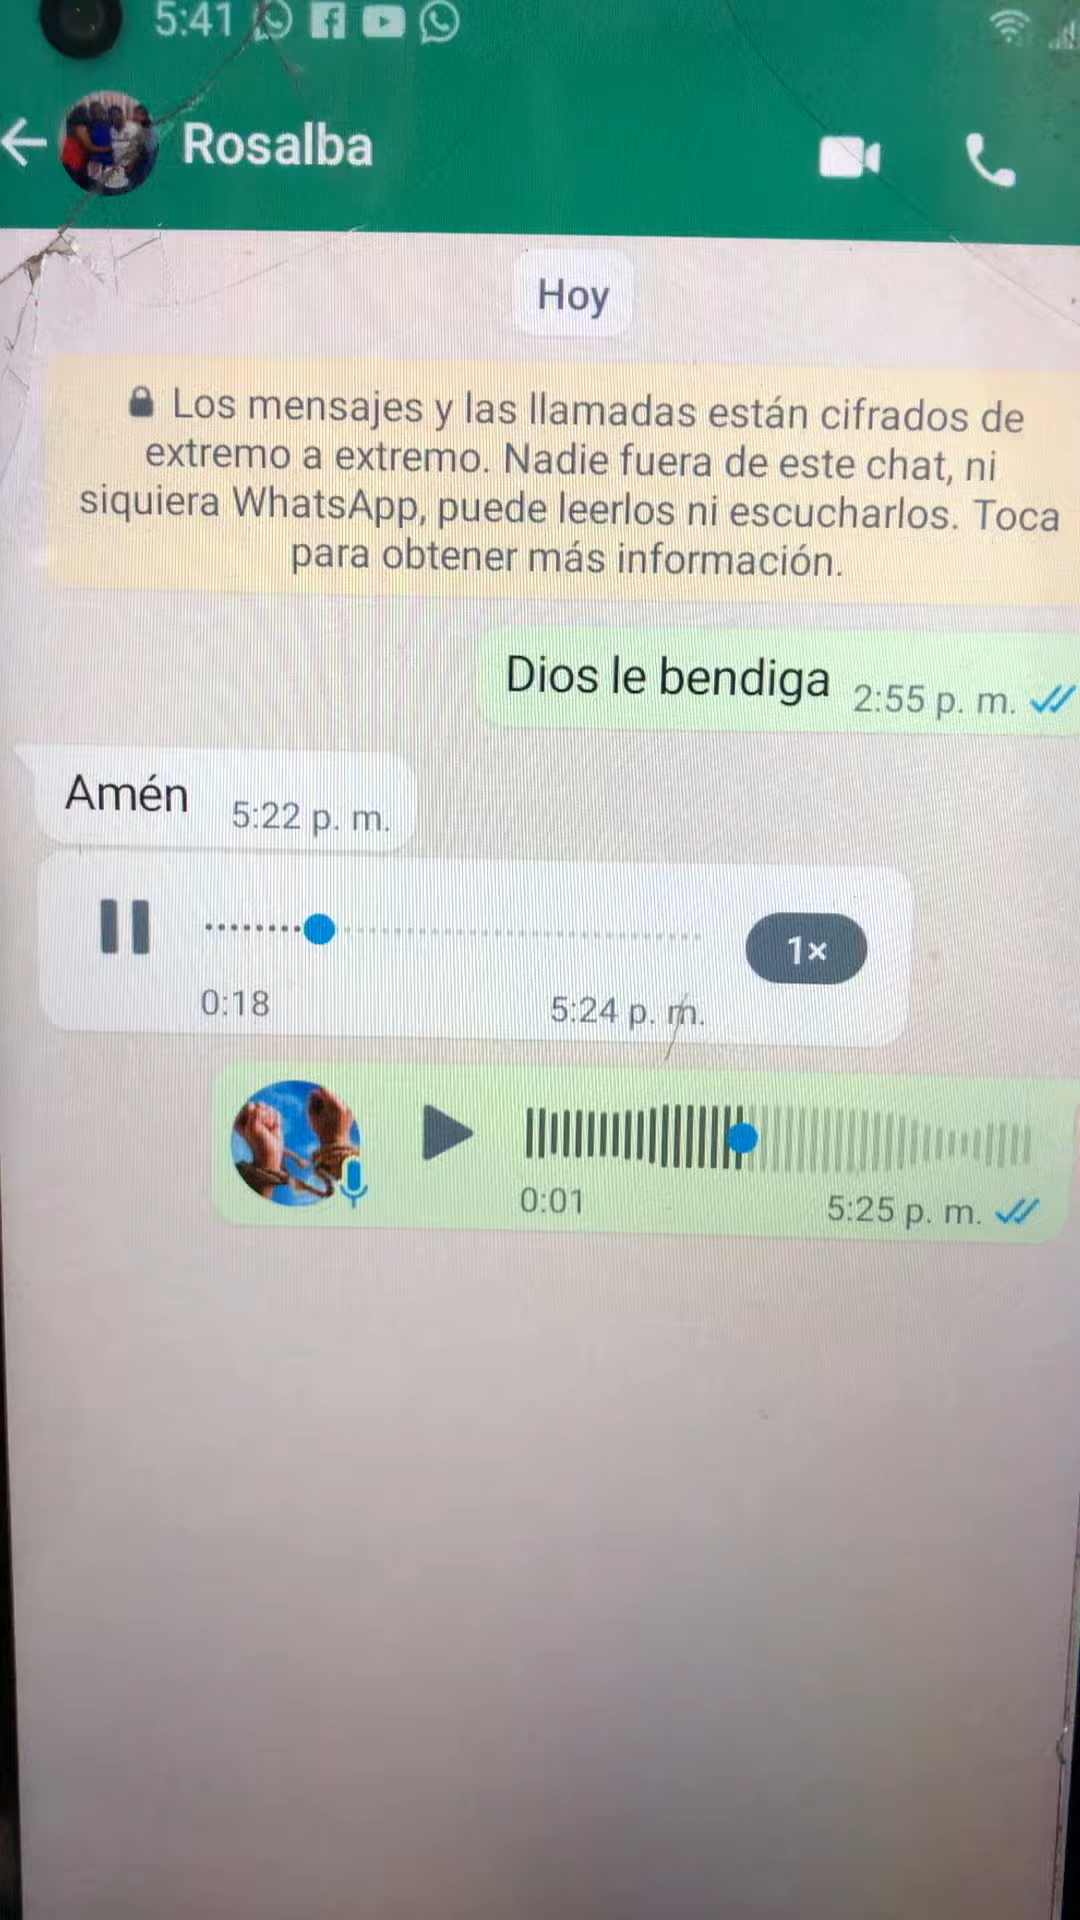 5:41
Rosalba
Hoy
Los mensajes y las llamadas están cifrados de
extremo a extremo. Nadie fuera de este chat, ni
siquiera WhatsApp, puede leerlos ni escucharlos. Toca
para obtener más información.
Dios le bendiga 2:55 p. m.
Amén 5:22 p. m.
1×
0:18 5:24 p. m.
0:01 5:25 p. m.